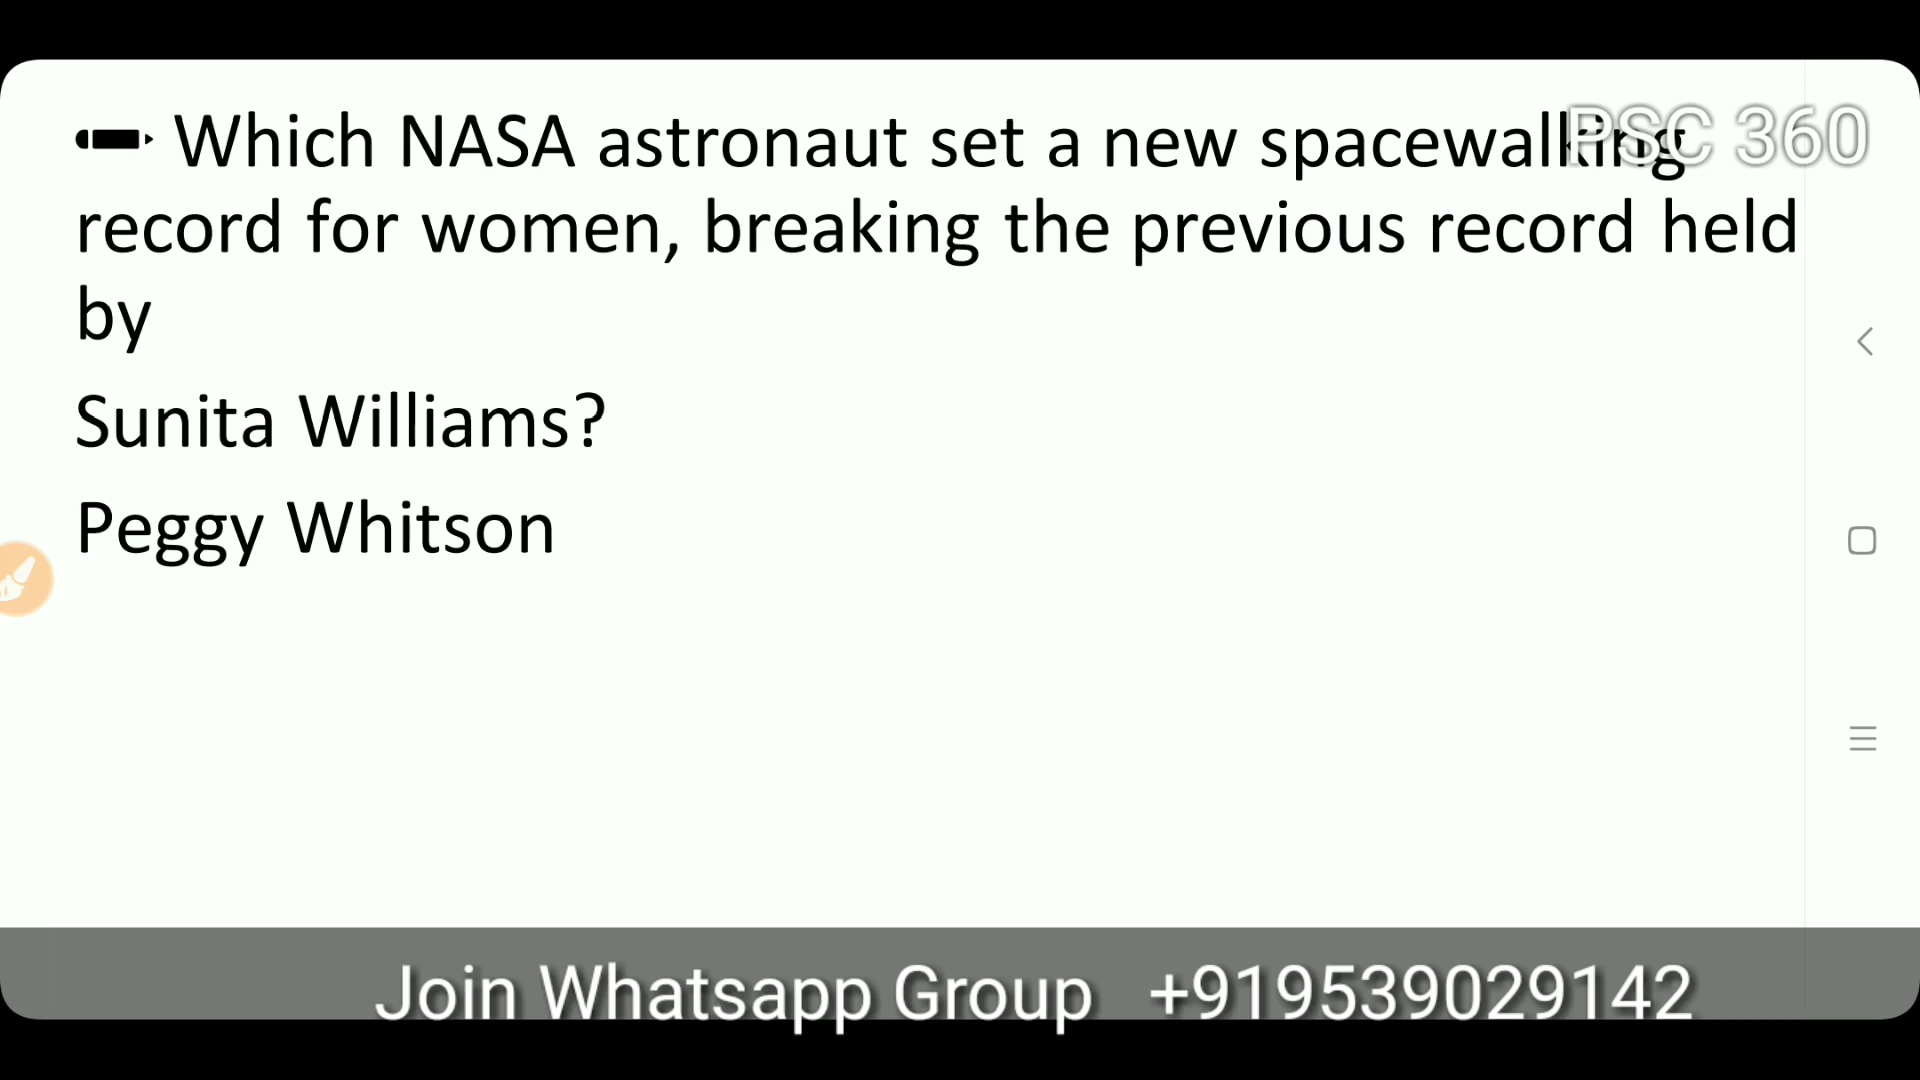 Which NASA astronaut set a new spacewalking
PSC 360
record for women, breaking the previous record held
by
Sunita Williams?
Peggy Whitson
Join Whatsapp Group +919539029142